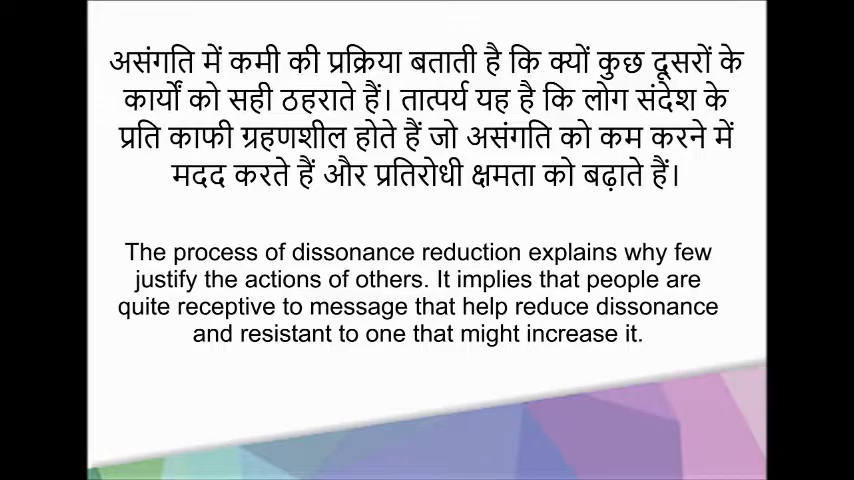 असंगति में कमी की प्रक्रिया बताती है कि क्यों कुछ दूसरों के
कार्यों को सही ठहराते हैं। तात्पर्य यह है कि लोग संदेश के
प्रति काफी ग्रहणशील होते हैं जो असंगति को कम करने में
मदद करते हैं और प्रतिरोधी क्षमता को बढ़ाते हैं।
The process of dissonance reduction explains why few
justify the actions of others. It implies that people are
quite receptive to message that help reduce dissonance
and resistant to one that might increase it.